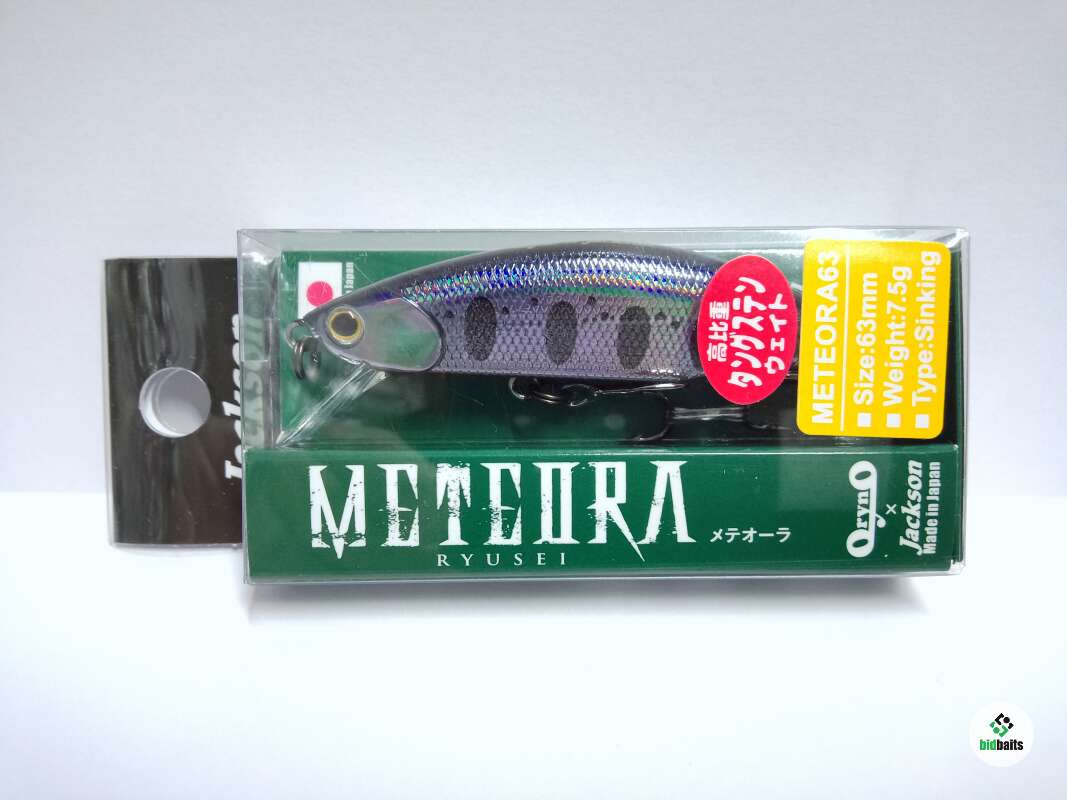 Jackson
Japan
高比重
タングステン
ウェイト
METEORA63
■ Size:63mm
■ Weight:7.5g
■ Type:Sinking
METEORA
メテオーラ
RYUSEI
OrynO
×
Jackson
Made in Japan
bidbaits